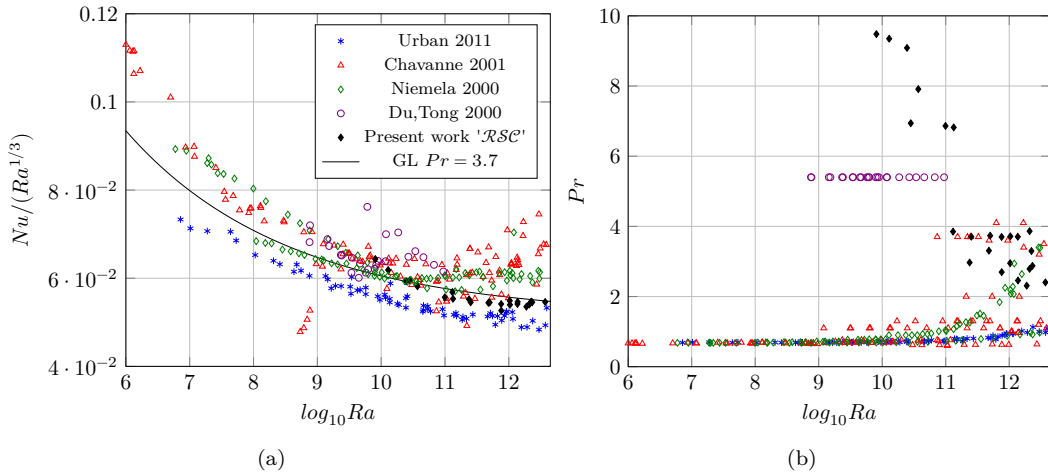 0.12
0.1
8 · 10⁻²
6 · 10⁻²
4 · 10⁻²
Nu/(Ra^{1/3})
Urban 2011
Chavanne 2001
Niemela 2000
Du,Tong 2000
Present work 'RSC'
GL Pr = 3.7
6 7 8 9 10 11 12
log₁₀Ra
(a)
10
8
6
4
2
0
Pr
6 7 8 9 10 11 12
log₁₀Ra
(b)